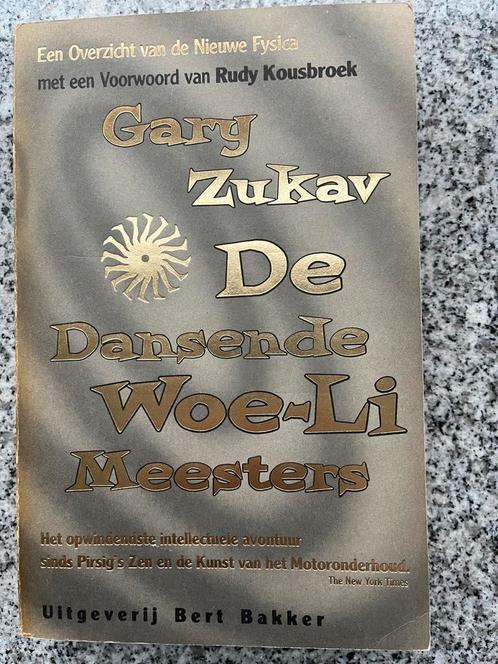 Een Overzicht van de Nieuwe Fysica
met een Voorwoord van Rudy Kousbroek
Gary
Zukav
De
Dansende
Woe-Li
Meesters
Het opwindendste intellectuele avontuur
sinds Pirsig's Zen en de Kunst van het Motoronderhoud.
The New York Times
Uitgeverij Bert Bakker